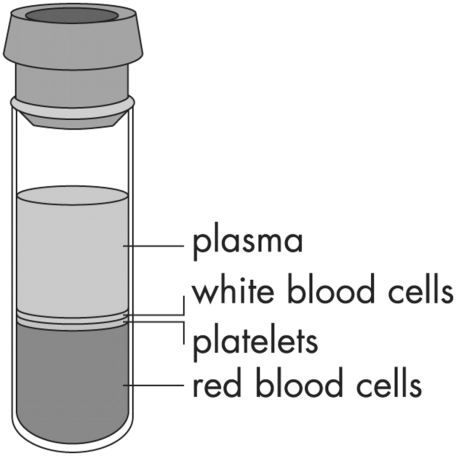 plasma
white blood cells
platelets
red blood cells